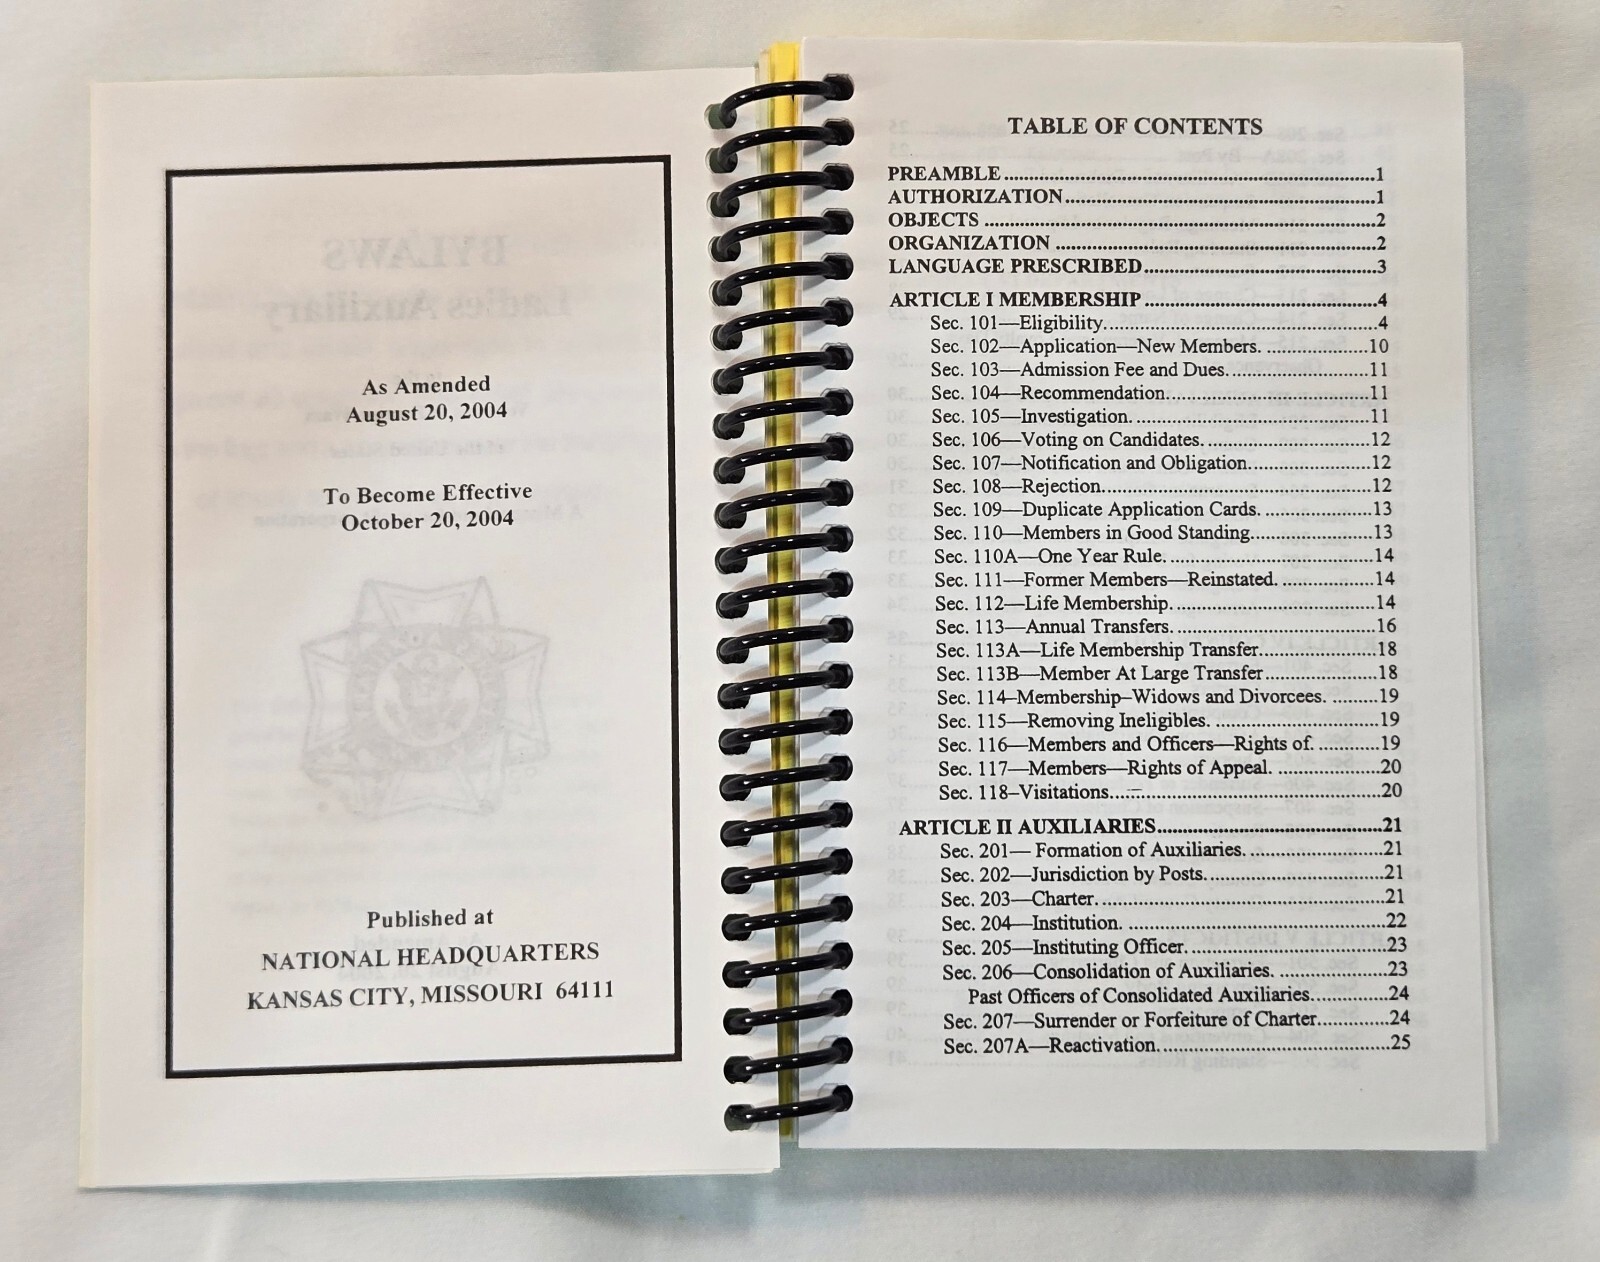 As Amended
August 20, 2004
To Become Effective
October 20, 2004
Published at
NATIONAL HEADQUARTERS
KANSAS CITY, MISSOURI 64111
TABLE OF CONTENTS
PREAMBLE ........................................1
AUTHORIZATION........................................1
OBJECTS ........................................2
ORGANIZATION ........................................2
LANGUAGE PRESCRIBED........................................3
ARTICLE I MEMBERSHIP........................................4
Sec. 101—Eligibility.........................................4
Sec. 102—Application—New Members. ....................10
Sec. 103—Admission Fee and Dues. ............................11
Sec. 104—Recommendation........................................11
Sec. 105—Investigation. ........................................11
Sec. 106—Voting on Candidates. ................................12
Sec. 107—Notification and Obligation........................12
Sec. 108—Rejection........................................12
Sec. 109—Duplicate Application Cards. ......................13
Sec. 110—Members in Good Standing........................13
Sec. 110A—One Year Rule. ........................................14
Sec. 111—Former Members—Reinstated. ..................14
Sec. 112—Life Membership. ........................................14
Sec. 113—Annual Transfers. ........................................16
Sec. 113A—Life Membership Transfer........................18
Sec. 113B—Member At Large Transfer........................18
Sec. 114–Membership–Widows and Divorcees. .........19
Sec. 115—Removing Ineligibles. ................................19
Sec. 116—Members and Officers—Rights of. ............19
Sec. 117—Members—Rights of Appeal. ....................20
Sec. 118–Visitations........................................20
ARTICLE II AUXILIARIES........................................21
Sec. 201— Formation of Auxiliaries. ..........................21
Sec. 202—Jurisdiction by Posts. ................................21
Sec. 203—Charter. ........................................21
Sec. 204—Institution. ........................................22
Sec. 205—Instituting Officer. ....................................23
Sec. 206—Consolidation of Auxiliaries. ......................23
Past Officers of Consolidated Auxiliaries...............24
Sec. 207—Surrender or Forfeiture of Charter..............24
Sec. 207A—Reactivation. ........................................25